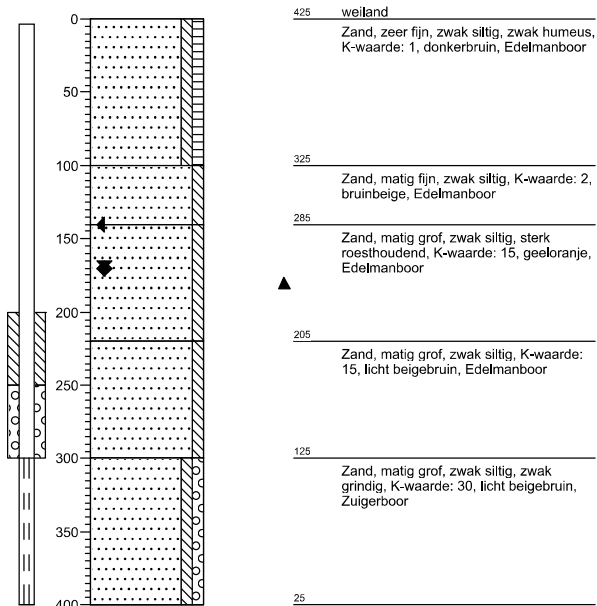 0
50
100
150
200
250
300
350
400
425 weiland
Zand, zeer fijn, zwak siltig, zwak humeus,
K-waarde: 1, donkerbruin, Edelmanboor
325
Zand, matig fijn, zwak siltig, K-waarde: 2,
bruinbeige, Edelmanboor
285
Zand, matig grof, zwak siltig, sterk
roesthoudend, K-waarde: 15, geeloranje,
Edelmanboor
205
Zand, matig grof, zwak siltig, K-waarde:
15, licht beigebruin, Edelmanboor
125
Zand, matig grof, zwak siltig, zwak
grindig, K-waarde: 30, licht beigebruin,
Zuigerboor
25